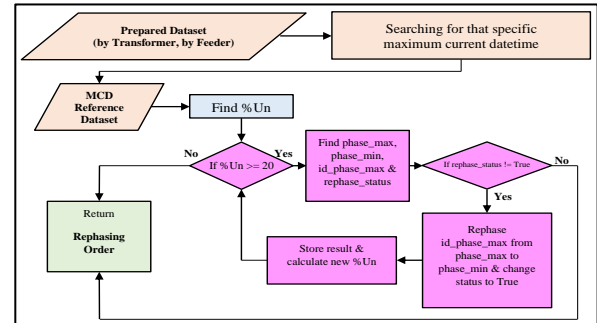 Prepared Dataset
(by Transformer, by Feeder)
Searching for that specific
maximum current datetime
MCD
Reference
Dataset
Find %Un
No
If %Un >= 20
Yes
Find phase_max,
phase_min,
id_phase_max &
rephase_status
If rephase_status != True
No
Yes
Return
Rephasing
Order
Store result &
calculate new %Un
Rephase
id_phase_max from
phase_max to
phase_min & change
status to True